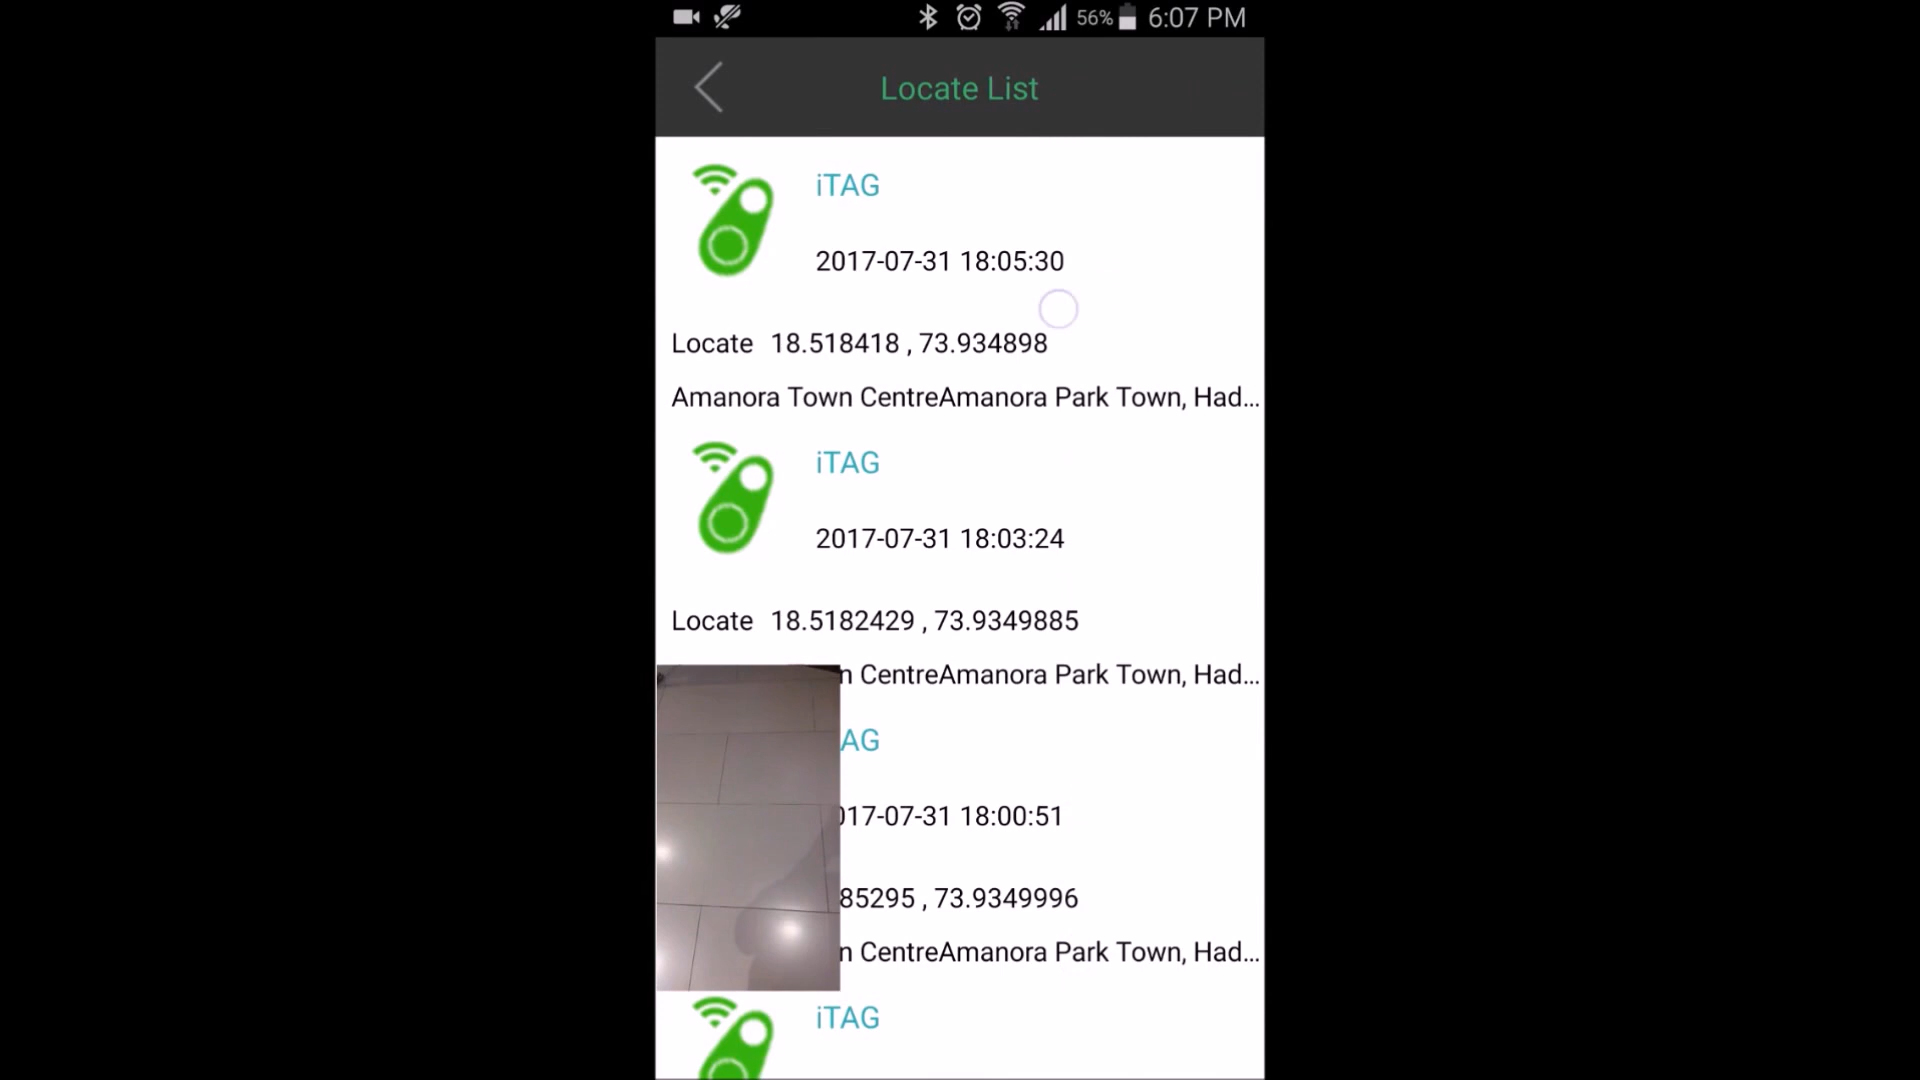 56% 6:07 PM
Locate List
iTAG
2017-07-31 18:05:30
Locate 18.518418 , 73.934898
Amanora Town CentreAmanora Park Town, Had...
iTAG
2017-07-31 18:03:24
Locate 18.5182429 , 73.9349885
CentreAmanora Park Town, Had...
AG
17-07-31 18:00:51
85295 , 73.9349996
CentreAmanora Park Town, Had...
iTAG